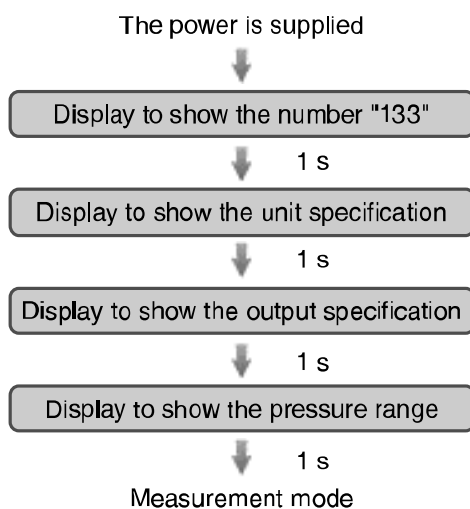 The power is supplied
Display to show the number "133"
1 s
Display to show the unit specification
1 s
Display to show the output specification
1 s
Display to show the pressure range
1 s
Measurement mode